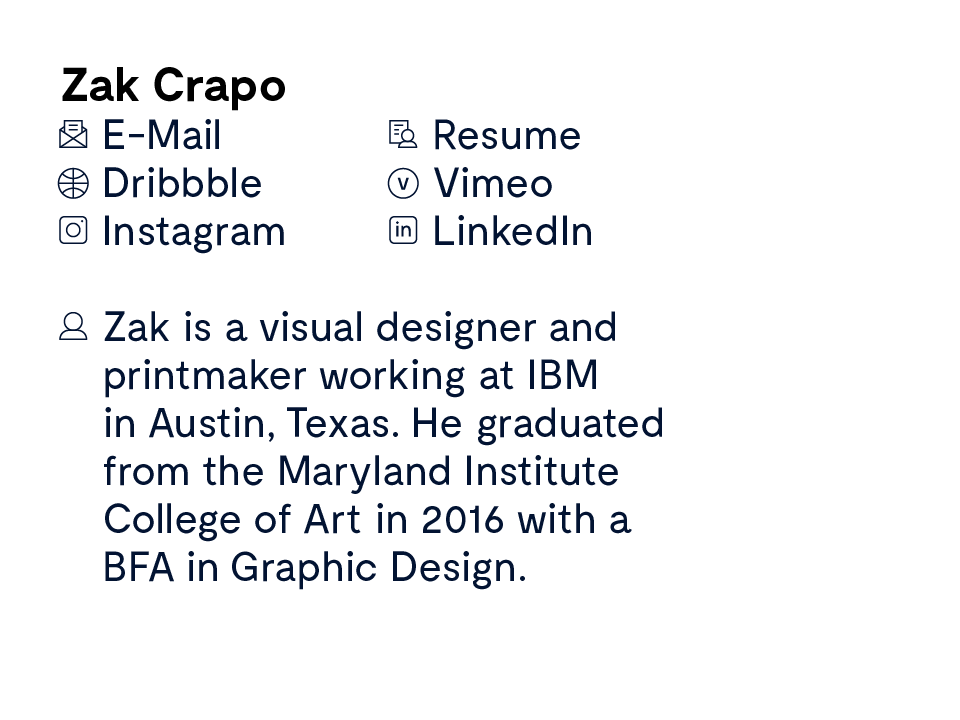 Zak Crapo
E-Mail
Resume
Dribbble
V
Vimeo
Instagram
in
LinkedIn
Zak is a visual designer and
printmaker working at IBM
in Austin, Texas. He graduated
from the Maryland Institute
College of Art in 2016 with a
BFA in Graphic Design.